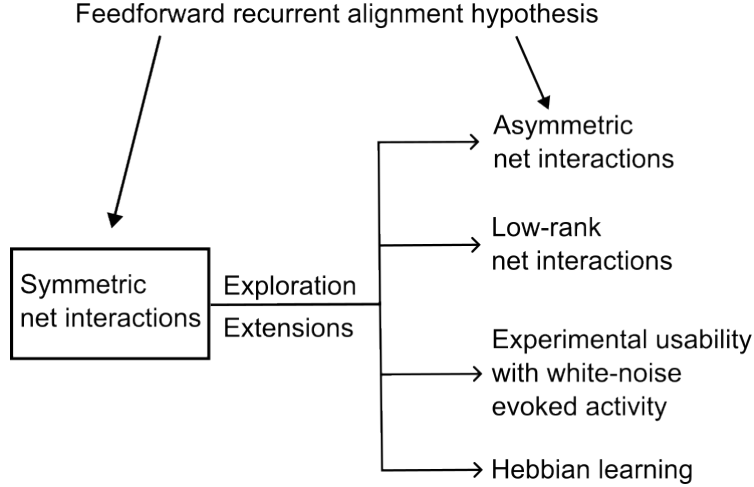 Feedforward recurrent alignment hypothesis
Asymmetric
net interactions
Low-rank
net interactions
Symmetric
net interactions
Exploration
Extensions
Experimental usability
with white-noise
evoked activity
Hebbian learning